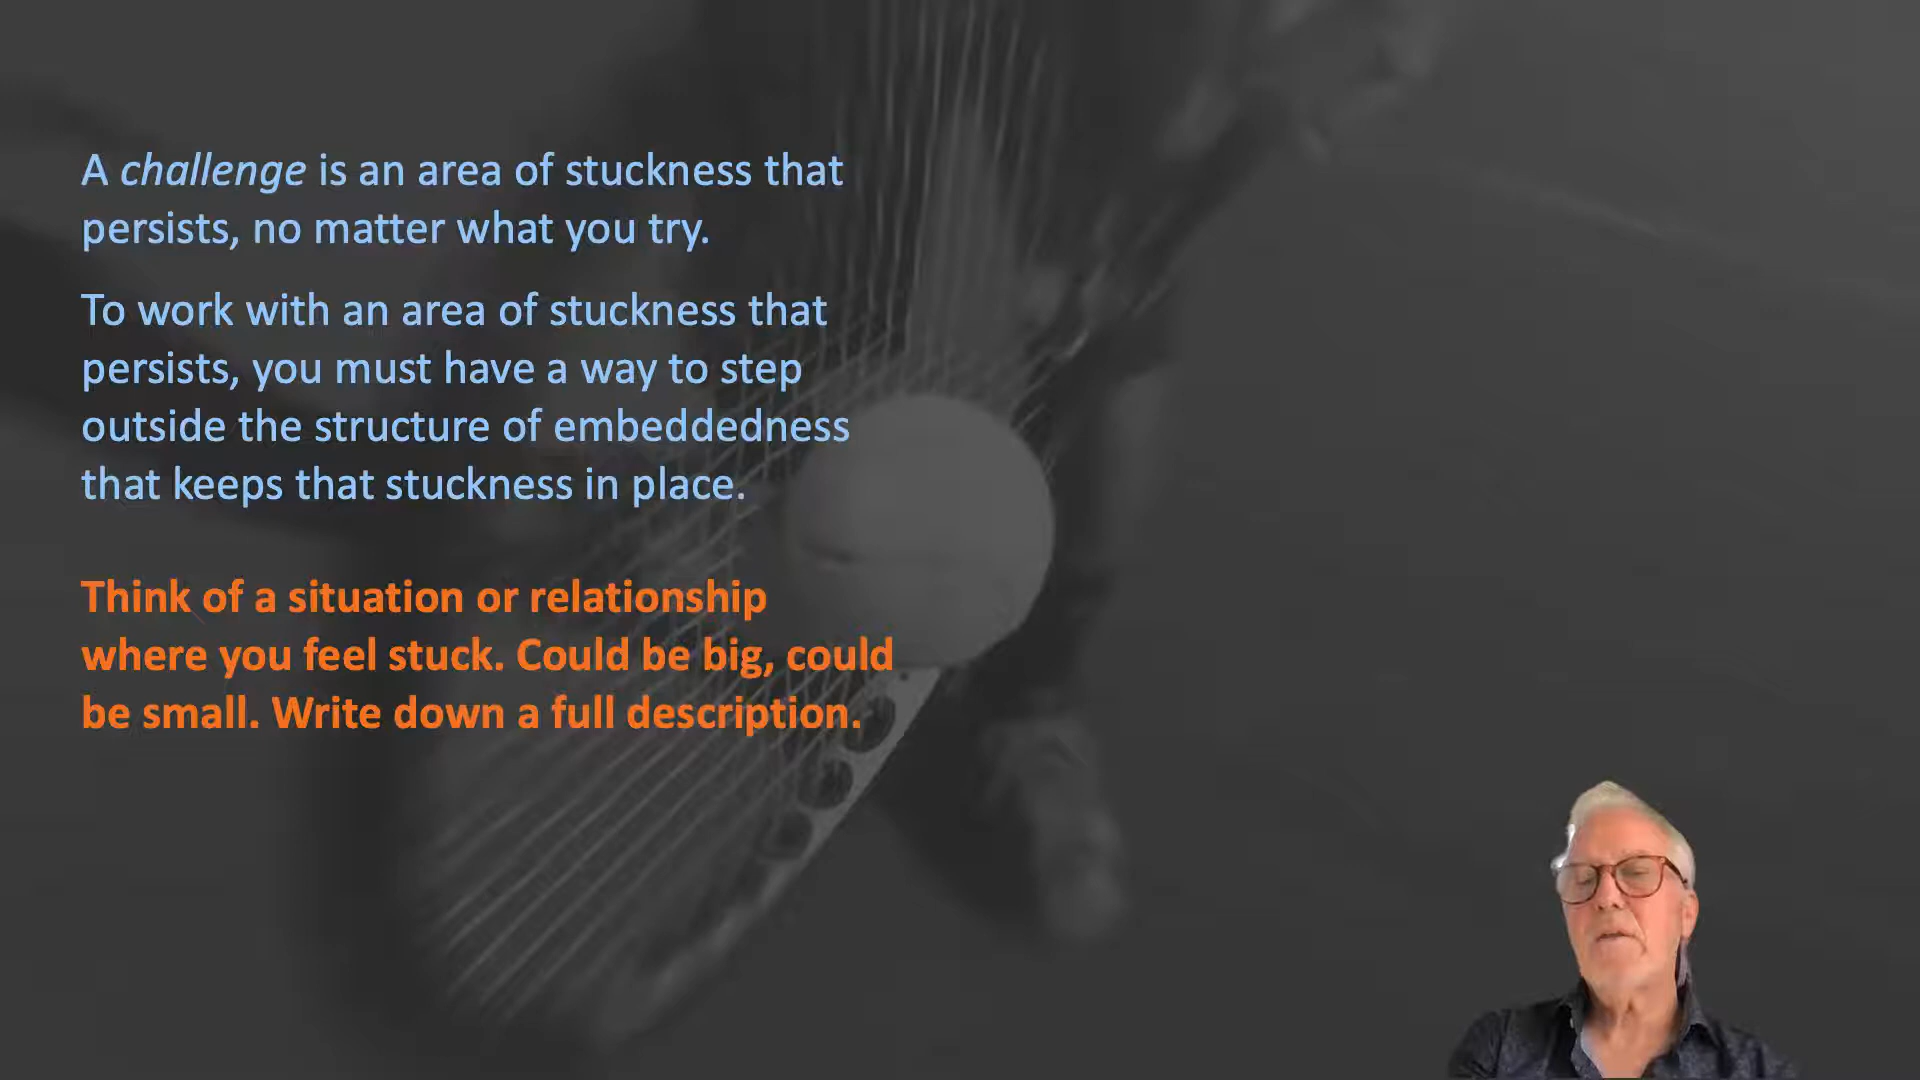 A challenge is an area of stuckness that
persists, no matter what you try.
To work with an area of stuckness that
persists, you must have a way to step
outside the structure of embeddedness
that keeps that stuckness in place.
Think of a situation or relationship
where you feel stuck. Could be big, could
be small. Write down a full description.